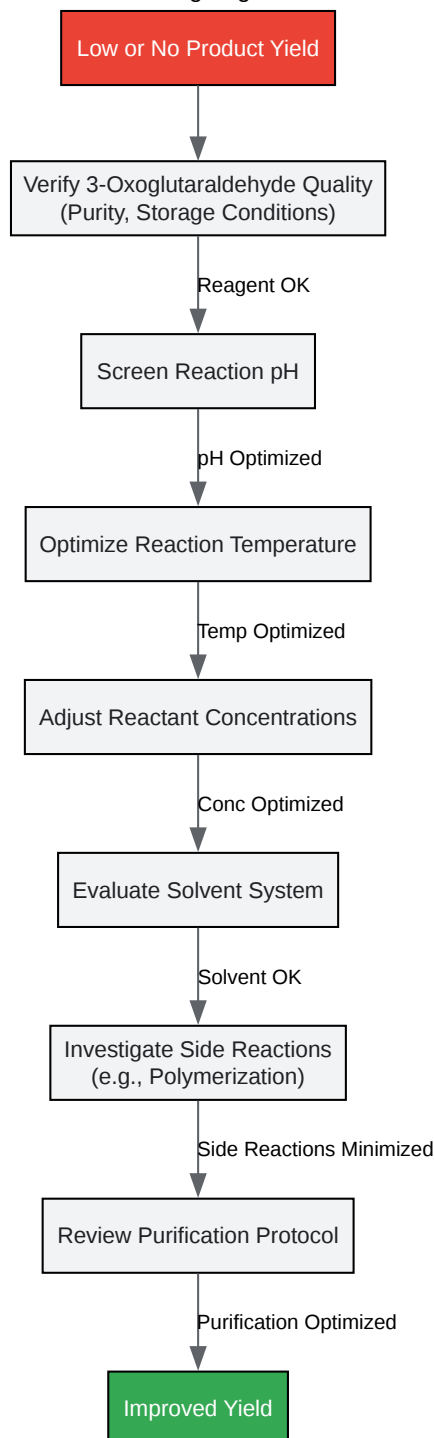 Low or No Product Yield
Verify 3-Oxoglutaraldehyde Quality
(Purity, Storage Conditions)
Reagent OK
Screen Reaction pH
pH Optimized
Optimize Reaction Temperature
Temp Optimized
Adjust Reactant Concentrations
Conc Optimized
Evaluate Solvent System
Solvent OK
Investigate Side Reactions
(e.g., Polymerization)
Side Reactions Minimized
Review Purification Protocol
Purification Optimized
Improved Yield